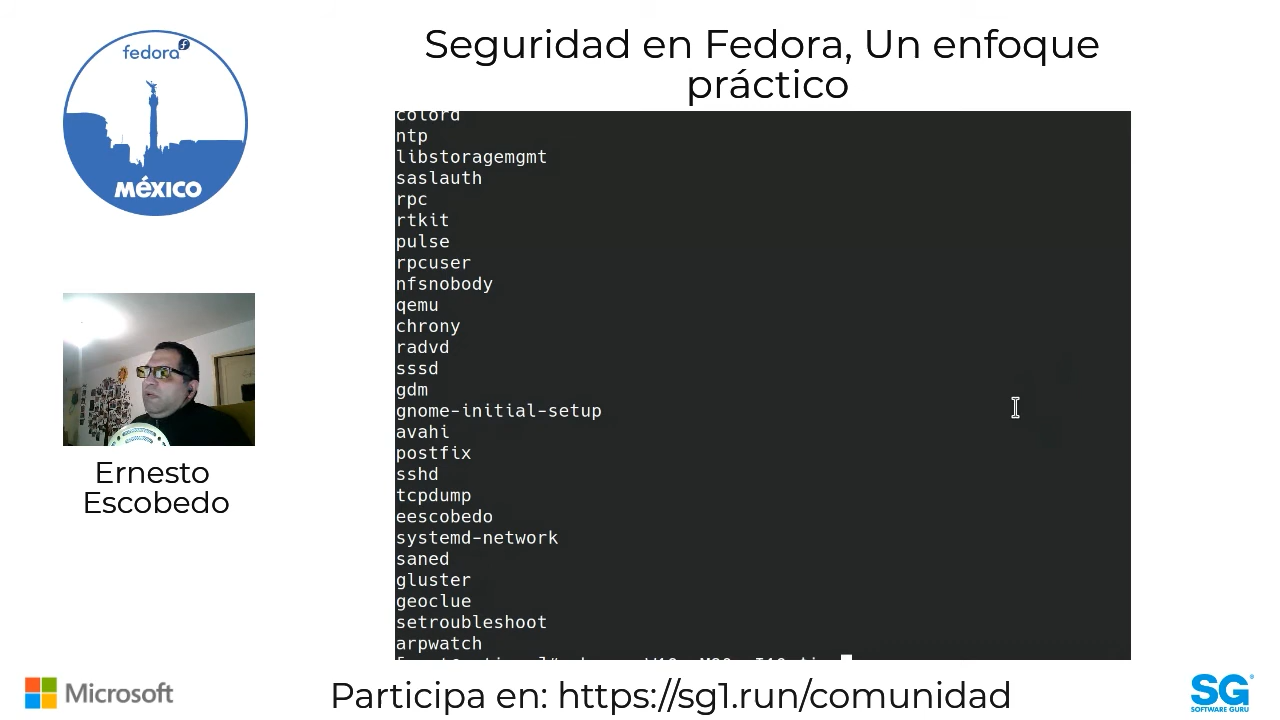 fedora
MÉXICO
Seguridad en Fedora, Un enfoque
práctico
colord
ntp
libstoragemgmt
saslauth
rpc
rtkit
pulse
rpcuser
nfsnobody
qemu
chrony
radvd
sssd
gdm
gnome-initial-setup
avahi
postfix
sshd
tcpdump
eescobedo
systemd-network
saned
gluster
geoclue
setroubleshoot
arpwatch
Ernesto
Escobedo
Microsoft
Participa en: https://sg1.run/comunidad
SG
SOFTWARE GURU